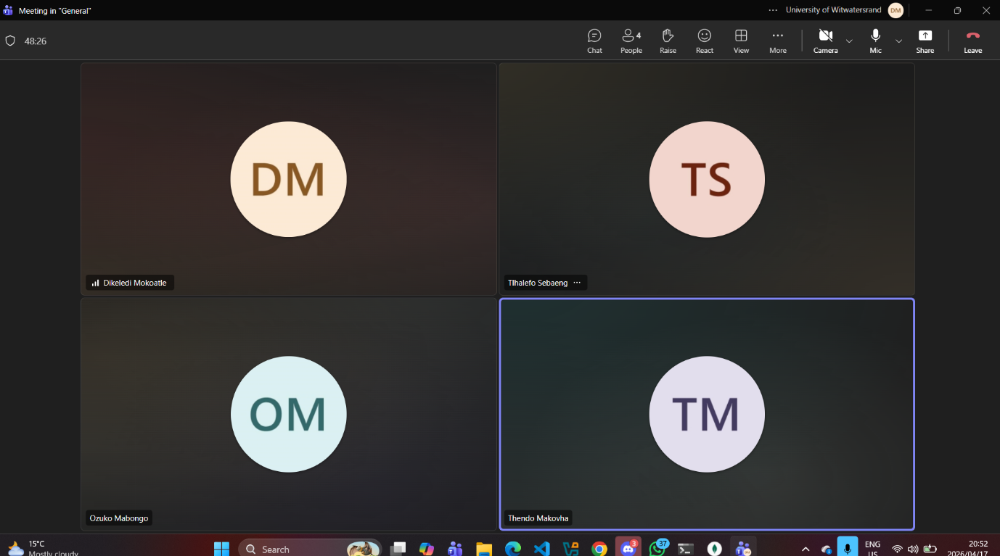 Meeting in "General"
University of Witwatersrand
DM
48:26
Chat
4
People
Raise
React
View
More
Camera
Mic
Share
Leave
DM
Dikeledi Mokoatle
TS
Tlhalefo Sebaeng
OM
Ozuko Mabongo
TM
Thendo Makovha
15°C
Mostly cloudy
Search
3
37
ENG
US
20:52
2026/04/17